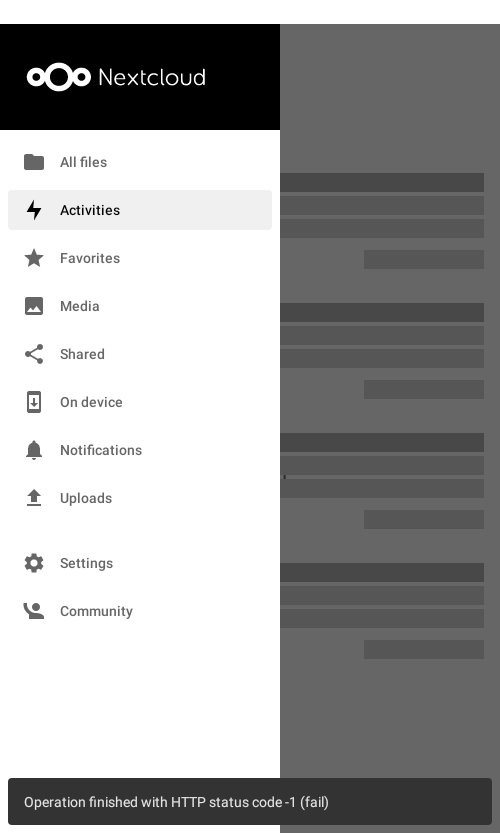 Nextcloud
All files
Activities
Favorites
Media
Shared
On device
Notifications
Uploads
Settings
Community
Operation finished with HTTP status code -1 (fail)